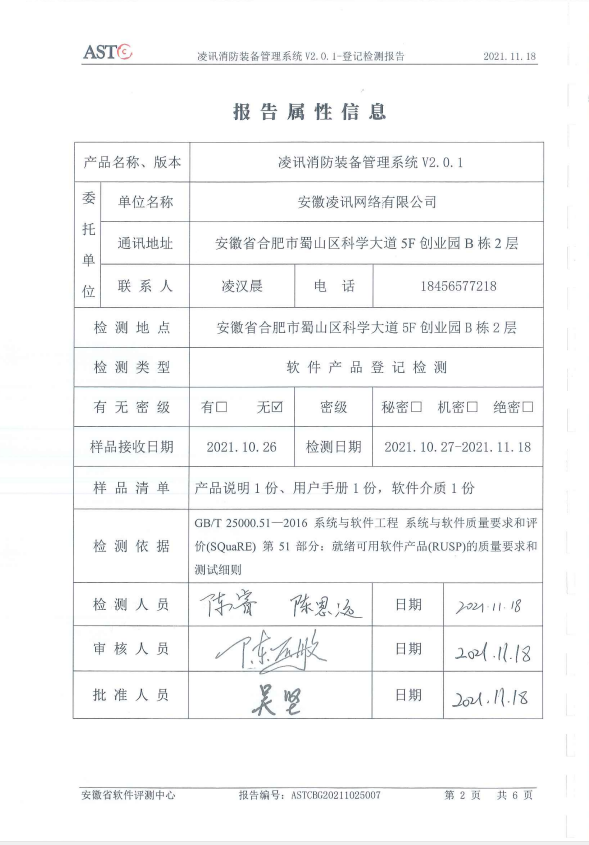 ASTC 凌讯消防装备管理系统 V2.0.1-登记检测报告 2021.11.18
报告属性信息
产品名称、版本 凌讯消防装备管理系统 V2.0.1
委托单位
单位名称 安徽凌讯网络有限公司
通讯地址 安徽省合肥市蜀山区科学大道 5F 创业园 B 栋 2 层
联系人 凌汉晨 电话 18456577218
检测地点 安徽省合肥市蜀山区科学大道 5F 创业园 B 栋 2 层
检测类型 软件产品登记检测
有无密级 有□ 无☑ 密级 秘密□ 机密□ 绝密□
样品接收日期 2021.10.26 检测日期 2021.10.27-2021.11.18
样品清单 产品说明 1 份、用户手册 1 份，软件介质 1 份
检测依据
GB/T 25000.51—2016 系统与软件工程 系统与软件质量要求和评
价(SQuaRE) 第 51 部分：就绪可用软件产品(RUSP)的质量要求和
测试细则
检测人员 陈睿 陈思远 日期 2021.11.18
审核人员 日期 2021.11.18
批准人员 吴坚 日期 2021.11.18
安徽省软件评测中心 报告编号：ASTCBG20211025007 第 2 页 共 6 页